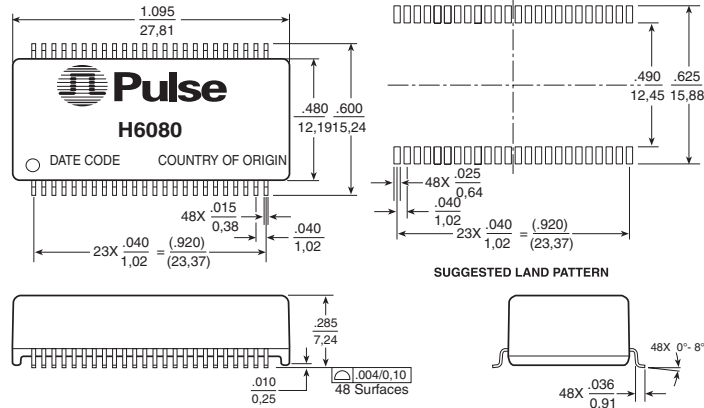 1.095
27,81
Pulse
H6080
DATE CODE COUNTRY OF ORIGIN
.480 .600
12,19 15,24
48X .015
0,38
.040
1,02
23X .040 = (.920)
1,02 (23,37)
.490 .625
12,45 15,88
48X .025
0,64
.040
1,02
23X .040 = (.920)
1,02 (23,37)
SUGGESTED LAND PATTERN
.285
7,24
.010
0,25
.004/0,10
48 Surfaces
48X 0°- 8°
48X .036
0.91